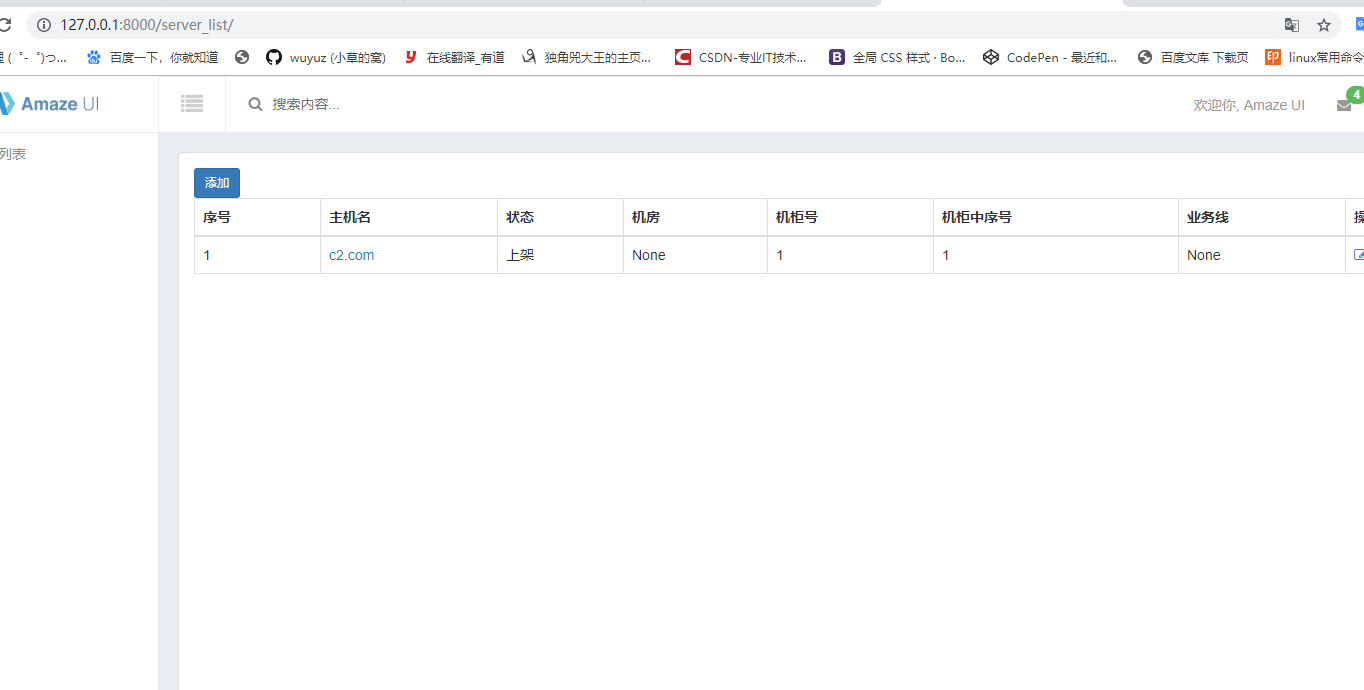 127.0.0.1:8000/server_list/
( ゜- ゜)つ... 百度一下，你就知道 wuyuz (小草的窝) 在线翻译_有道 独角兕大王的主页... CSDN-专业IT技术... B 全局 CSS 样式 · Bo... CodePen - 最近和... 百度文库 下载页 EP linux常用命令
Amaze UI 搜索内容... 欢迎你, Amaze UI 4
列表
添加
序号 主机名 状态 机房 机柜号 机柜中序号 业务线
1 c2.com 上架 None 1 1 None